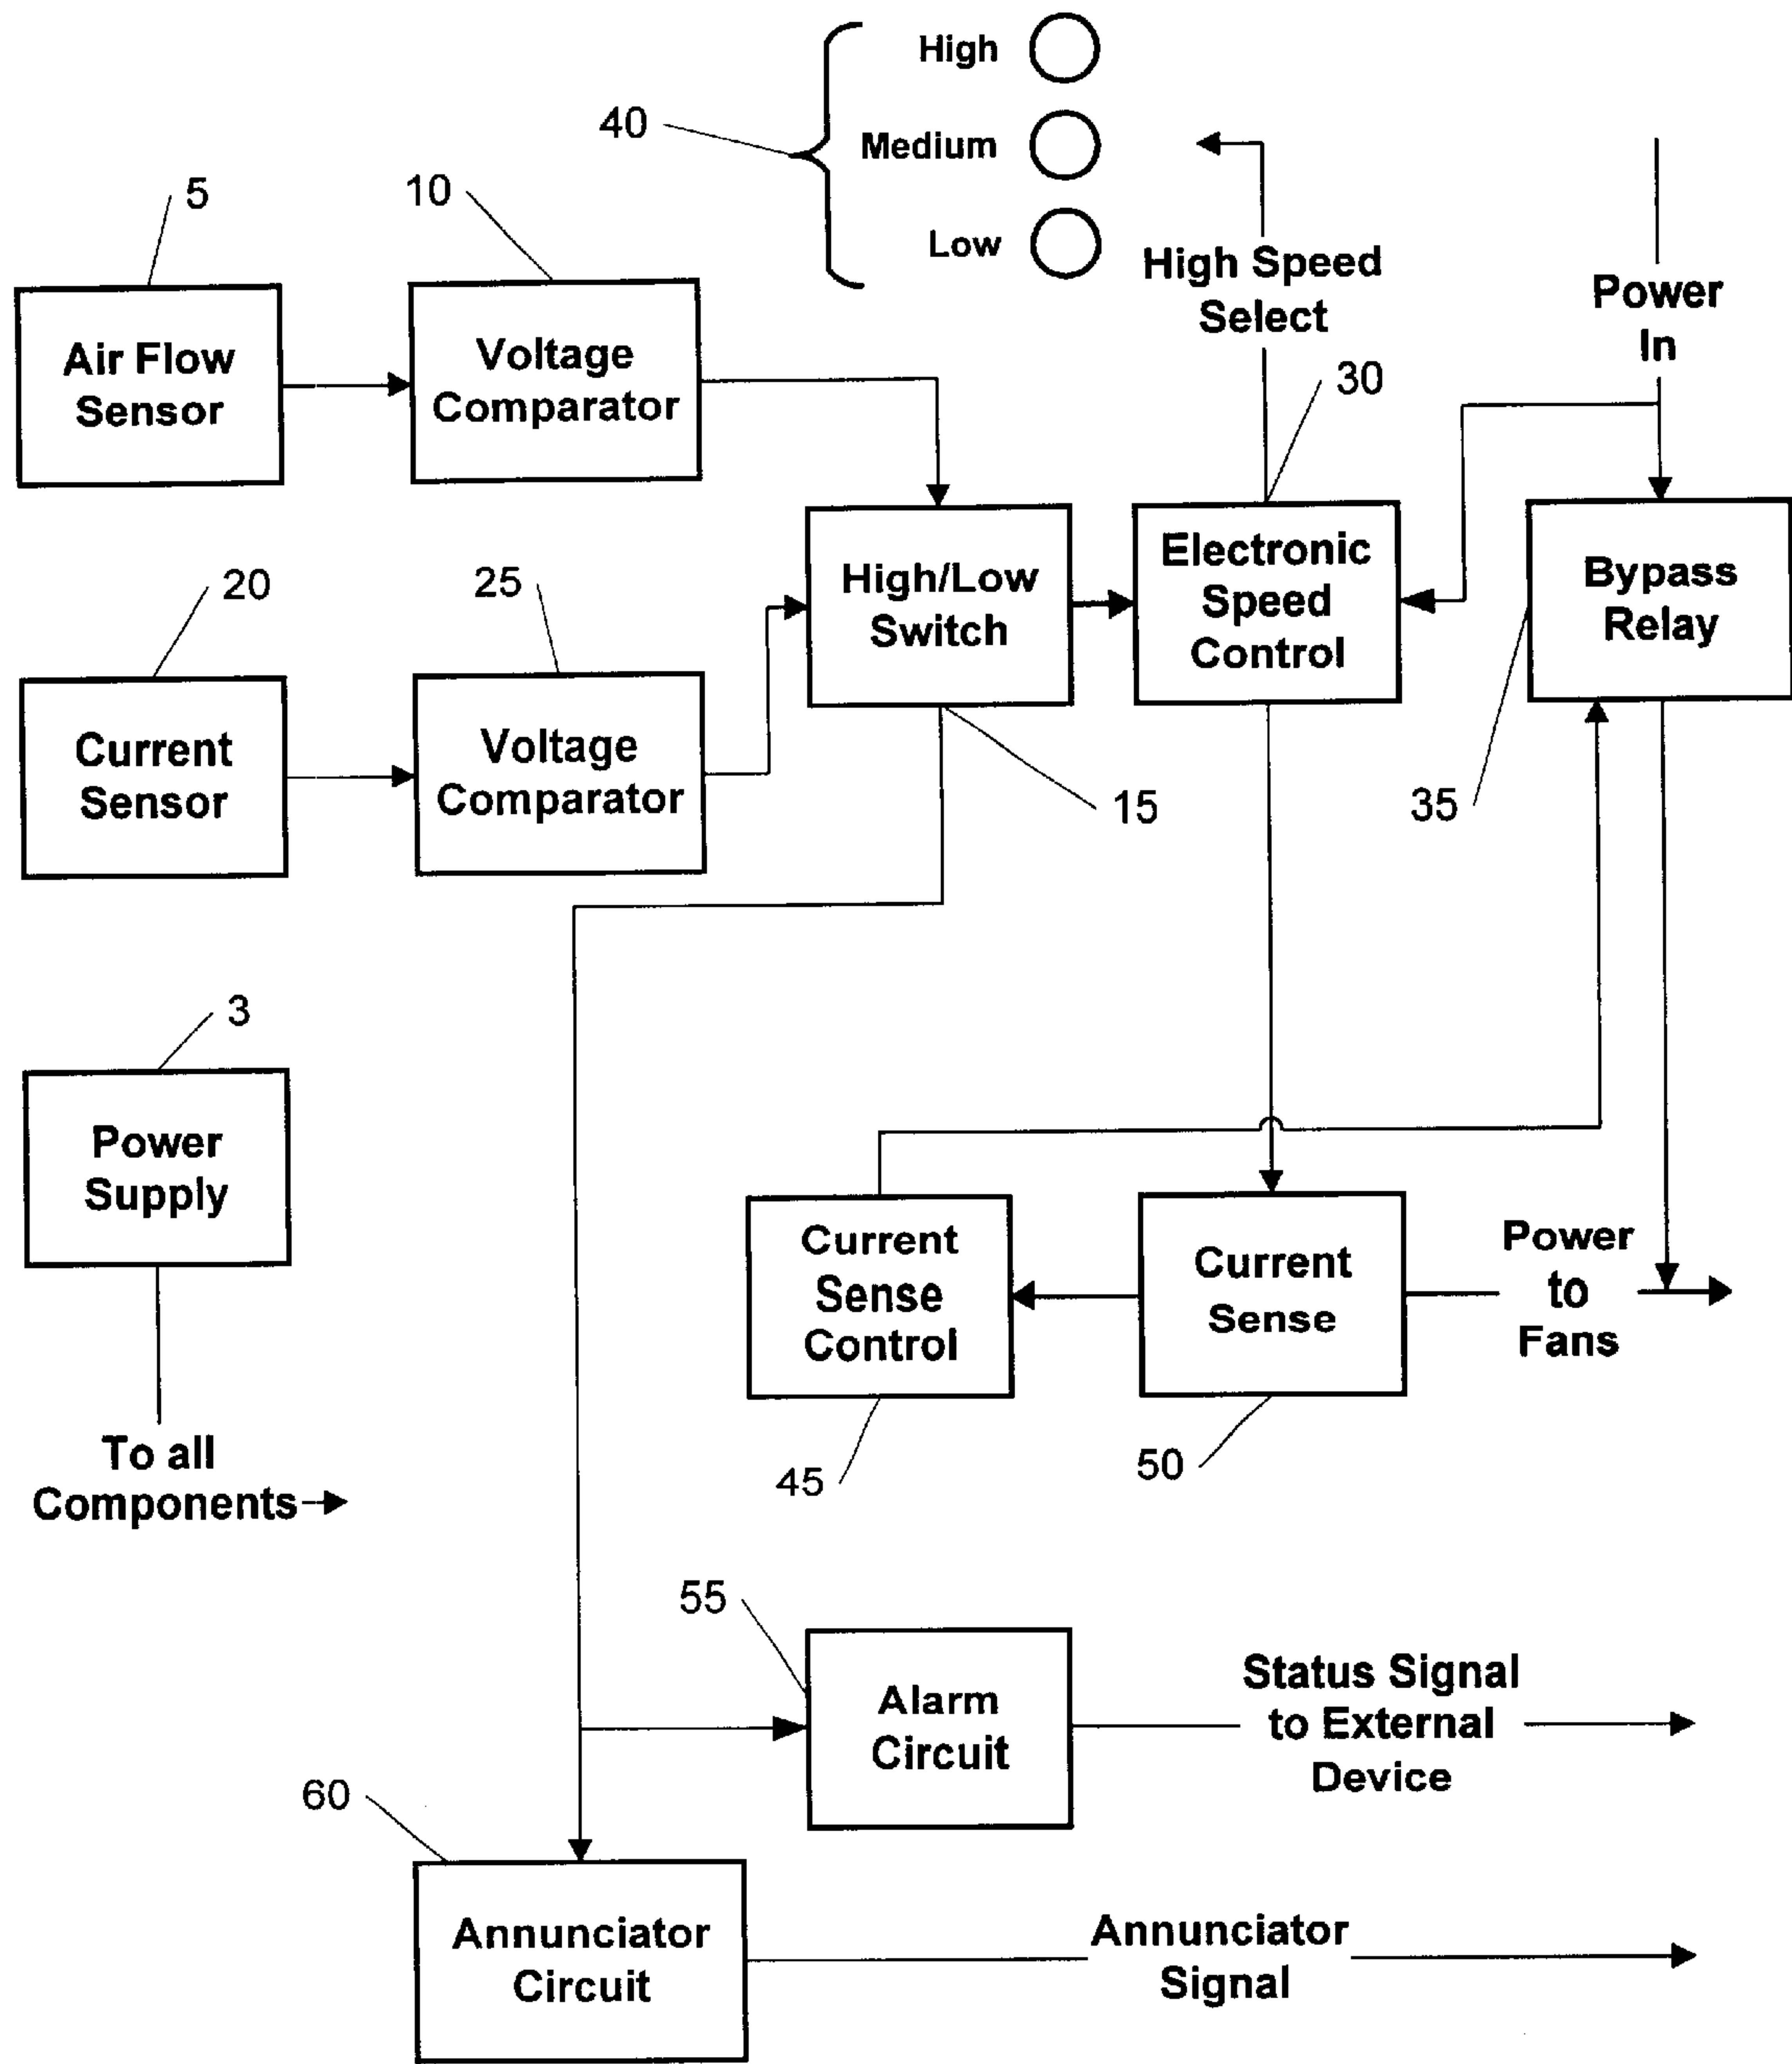 High
40
Medium
Low
5
10
High Speed
Select
Power
In
Air Flow
Sensor
Voltage
Comparator
30
20
25
High/Low
Switch
Electronic
Speed
Control
Bypass
Relay
Current
Sensor
Voltage
Comparator
15
35
3
Power
Supply
Current
Sense
Control
Current
Sense
Power
to
Fans
To all
Components
45
50
55
Alarm
Circuit
Status Signal
to External
Device
60
Annunciator
Circuit
Annunciator
Signal